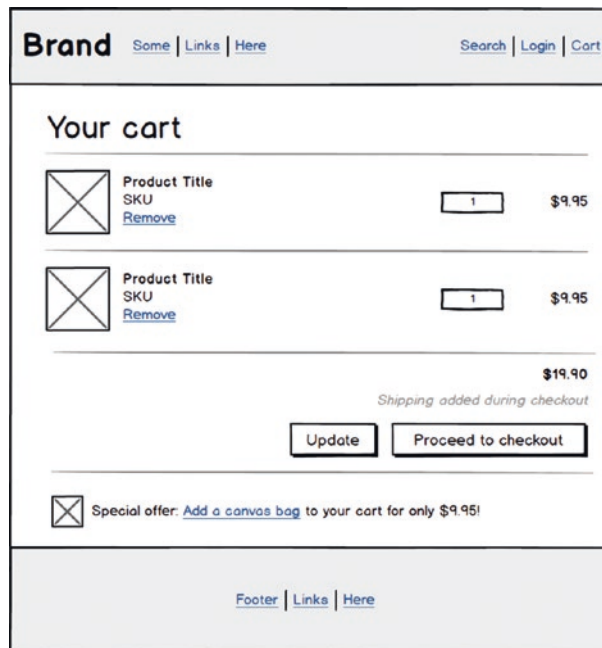 Brand Some | Links | Here Search | Login | Cart
Your cart
Product Title
SKU
Remove
1 $9.95
Product Title
SKU
Remove
1 $9.95
$19.90
Shipping added during checkout
Update Proceed to checkout
Special offer: Add a canvas bag to your cart for only $9.95!
Footer | Links | Here